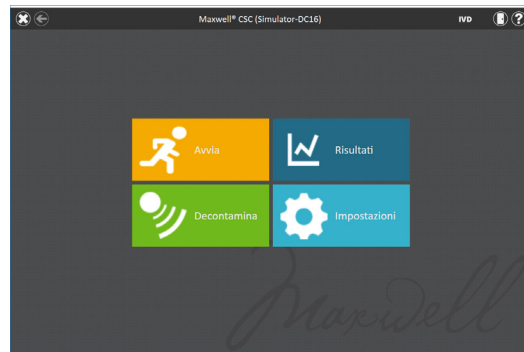 Maxwell® CSC (Simulator-DC16)
IVD
?
Avvia
Risultati
Decontamina
Impostazioni
Maxwell